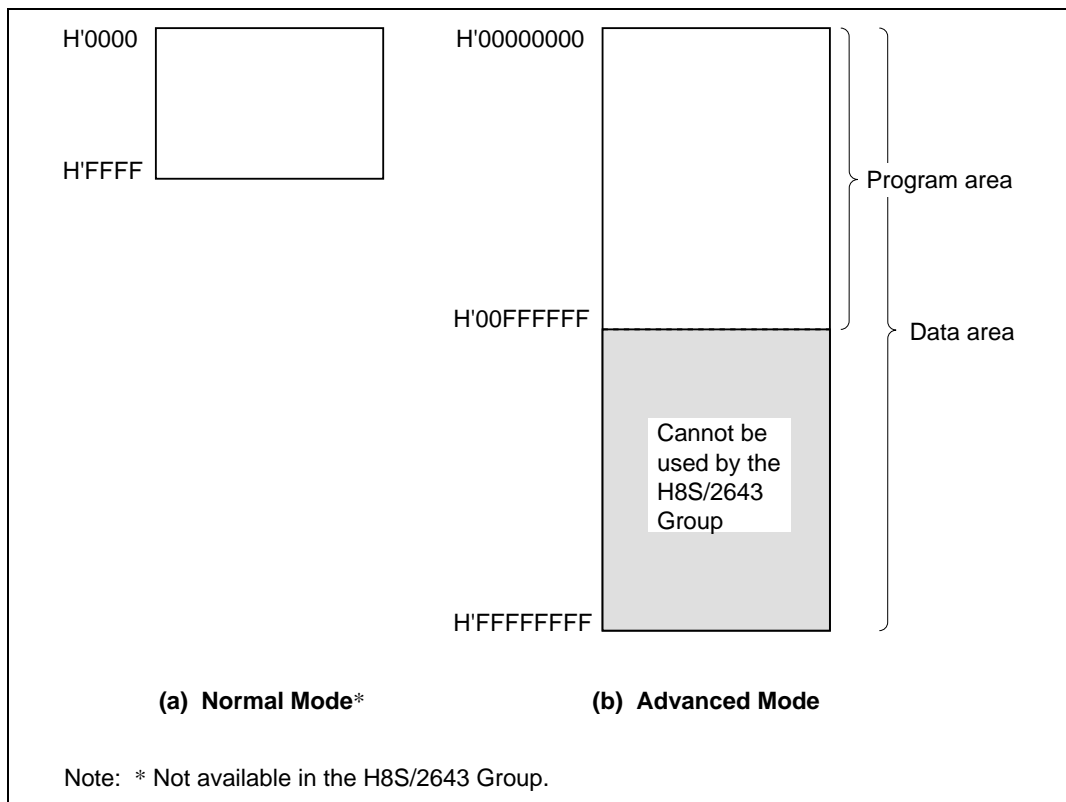 H'0000
H'FFFF
H'00000000
H'00FFFFFF
H'FFFFFFFF
Program area
Data area
Cannot be
used by the
H8S/2643
Group
(a) Normal Mode*
(b) Advanced Mode
Note: * Not available in the H8S/2643 Group.